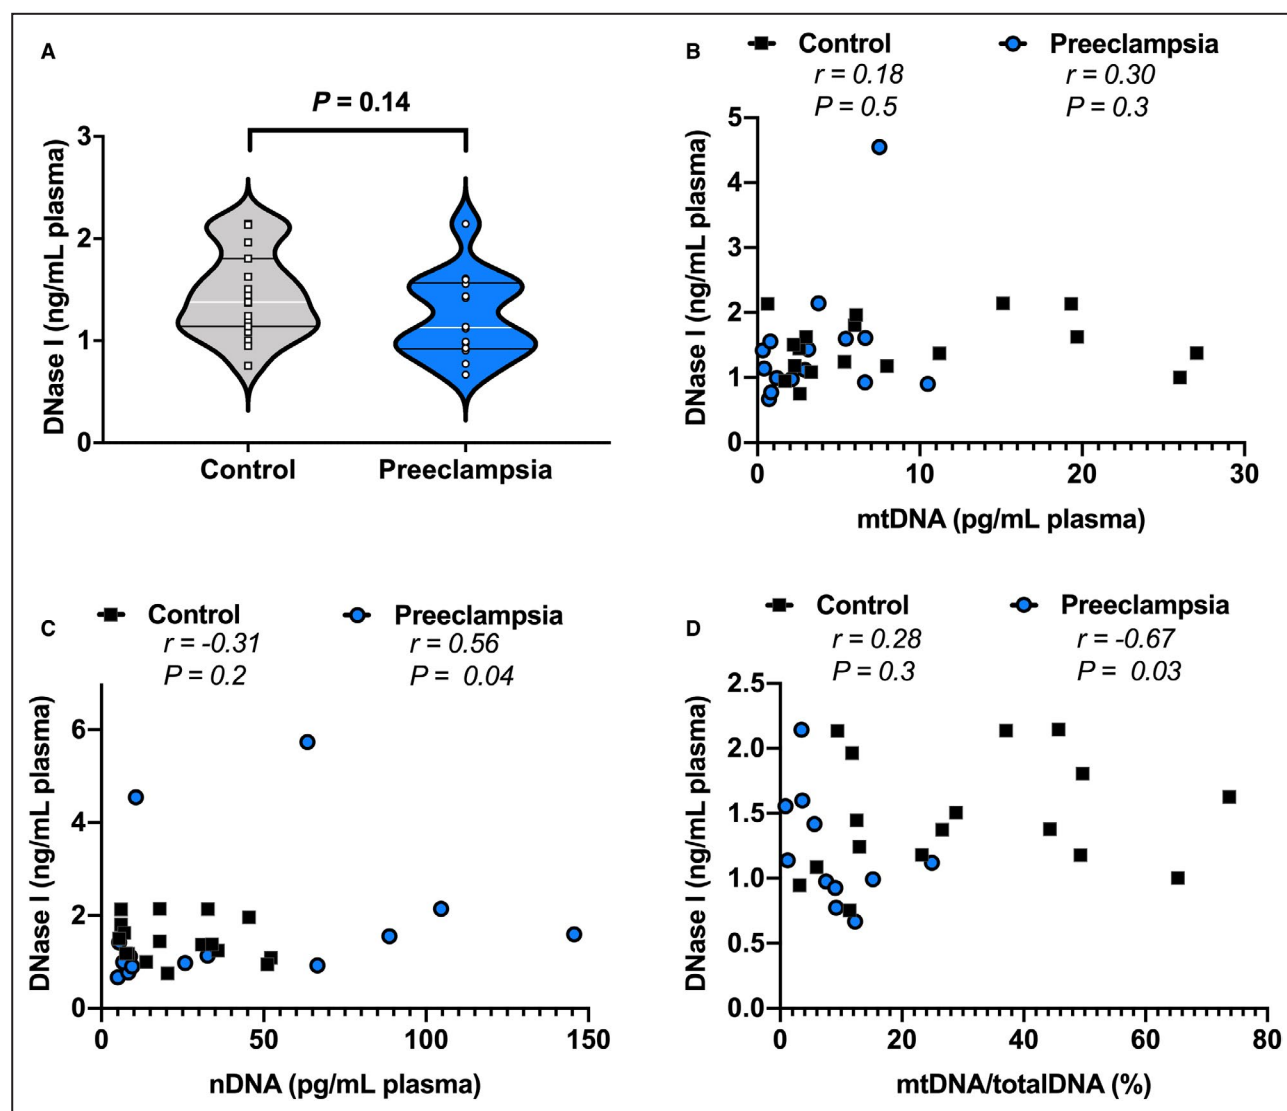 A
P = 0.14
DNase I (ng/mL plasma)
3
2
1
0
Control
Preeclampsia
B
Control
Preeclampsia
r = 0.18
r = 0.30
P = 0.5
P = 0.3
DNase I (ng/mL plasma)
5
4
3
2
1
0
0
10
20
30
mtDNA (pg/mL plasma)
C
Control
Preeclampsia
r = -0.31
r = 0.56
P = 0.2
P = 0.04
DNase I (ng/mL plasma)
6
4
2
0
0
50
100
150
nDNA (pg/mL plasma)
D
Control
Preeclampsia
r = 0.28
r = -0.67
P = 0.3
P = 0.03
DNase I (ng/mL plasma)
2.5
2.0
1.5
1.0
0.5
0.0
0
20
40
60
80
mtDNA/totalDNA (%)